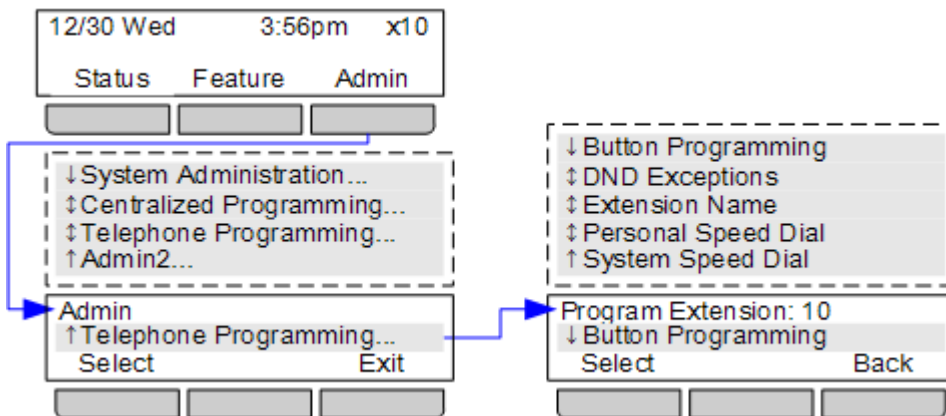 12/30 Wed 3:56pm x10
Status Feature Admin
↓System Administration...
↕Centralized Programming...
↕Telephone Programming...
↑Admin2...
Admin
↑Telephone Programming...
Select Exit
↓Button Programming
↕DND Exceptions
↕Extension Name
↕Personal Speed Dial
↑System Speed Dial
Program Extension: 10
↓Button Programming
Select Back